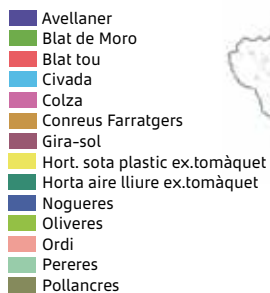 Avellaner
Blat de Moro
Blat tou
Civada
Colza
Conreus Farratgers
Gira-sol
Hort. sota plastic ex.tomàquet
Horta aire lliure ex.tomàquet
Nogueres
Oliveres
Ordi
Pereres
Pollancres